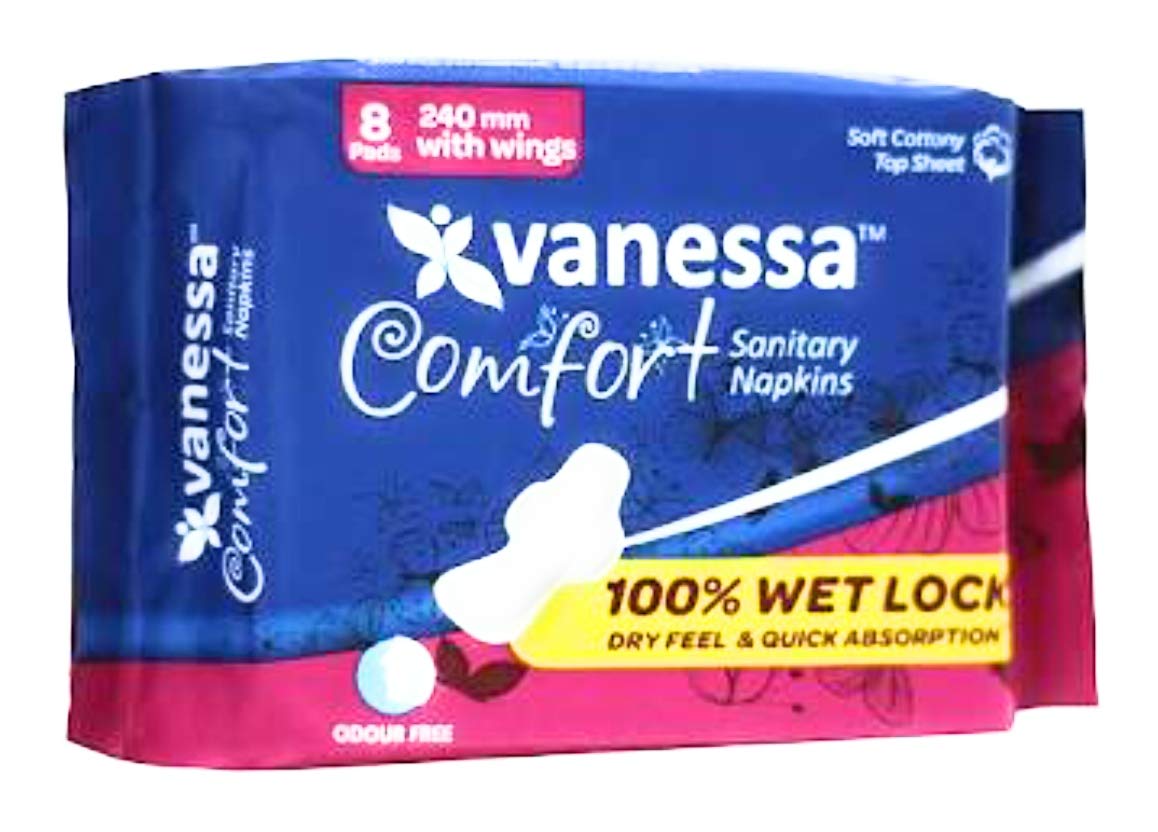 8 Pads
240 mm
with wings
Soft Cottony
Top Sheet
vanessa™
Comfort
Sanitary
Napkins
100% WET LOCK
DRY FEEL & QUICK ABSORPTION
ODOUR FREE
vanessa™
Comfort
Sanitary
Napkins